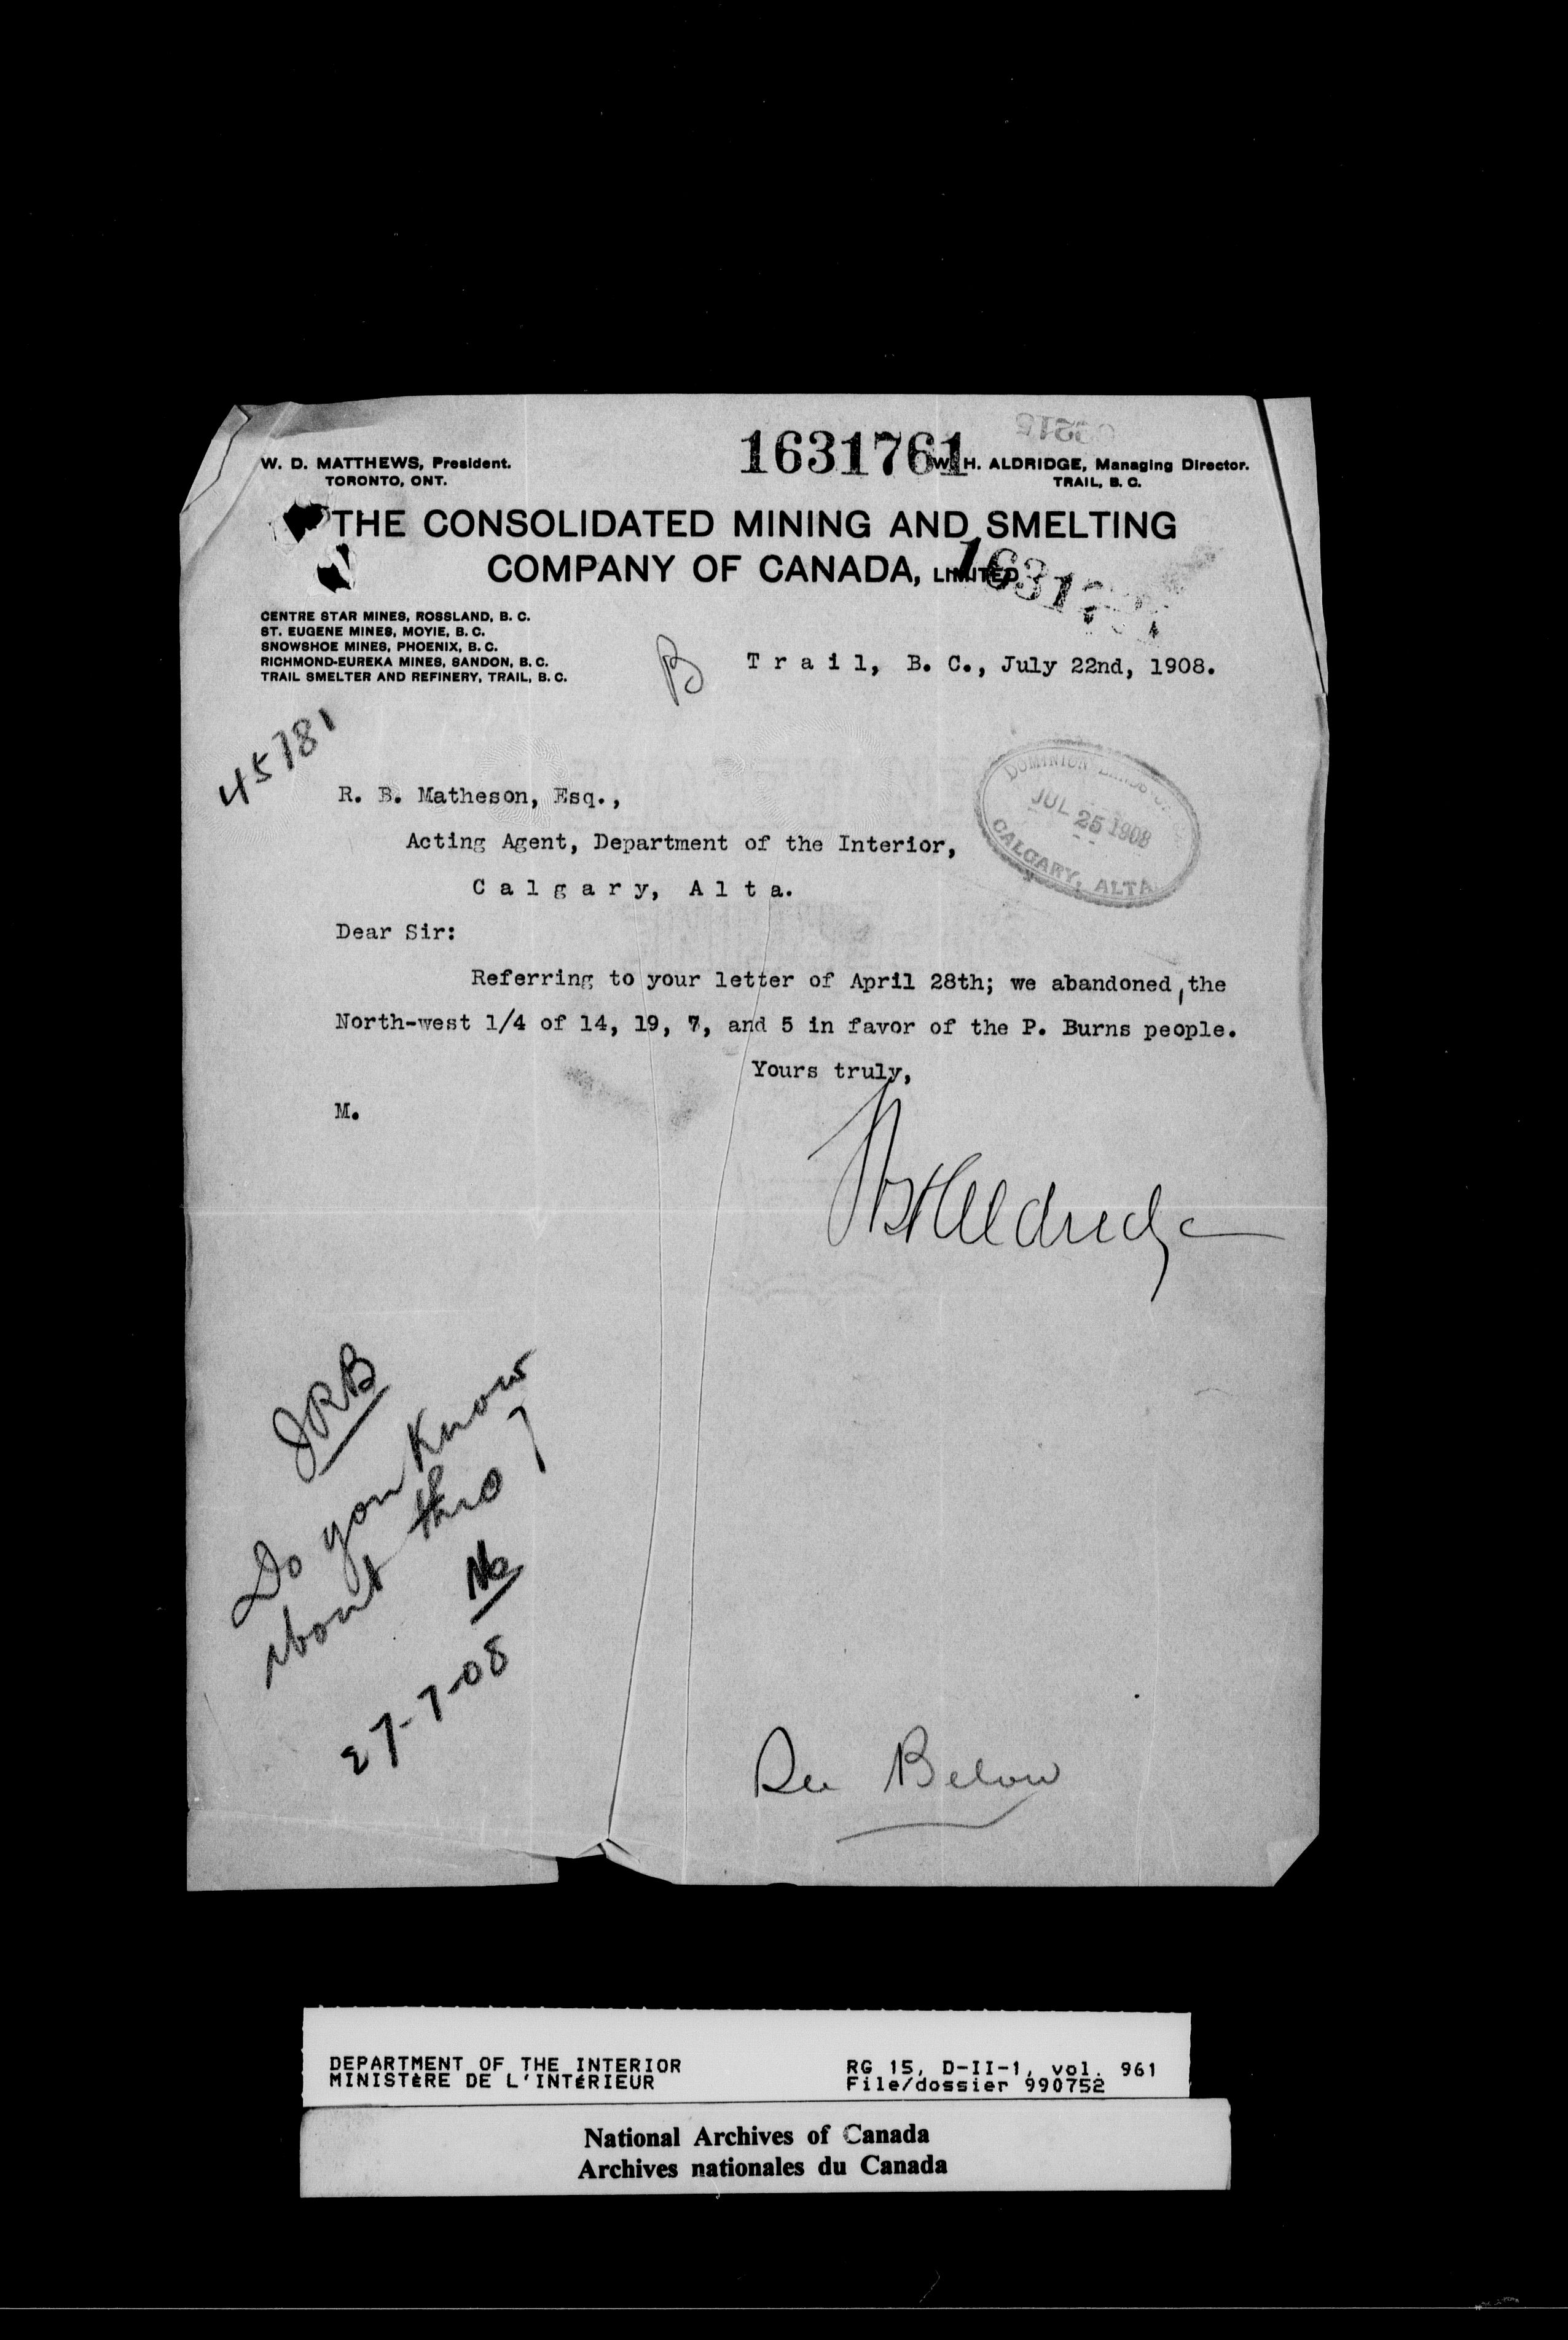 1631761
W. D. MATTHEWS, President.
TORONTO, ONT.
W. H. ALDRIDGE, Managing Director.
TRAIL, B. C.
THE CONSOLIDATED MINING AND SMELTING
COMPANY OF CANADA, LIMITED
CENTRE STAR MINES, ROSSLAND, B. C.
ST. EUGENE MINES, MOYIE, B. C.
SNOWSHOE MINES, PHOENIX, B. C.
RICHMOND-EUREKA MINES, SANDON, B. C.
TRAIL SMELTER AND REFINERY, TRAIL, B. C.
B
T r a i l, B. C., July 22nd, 1908.
45781
DOMINION LANDS
JUL 25 1908
CALGARY, ALTA
R. B. Matheson, Esq.,
Acting Agent, Department of the Interior,
C a l g a r y, A l t a.
Dear Sir:
Referring to your letter of April 28th; we abandoned the
North-west 1/4 of 14, 19, 7, and 5 in favor of the P. Burns people.
Yours truly,
M.
WHAldridge
JRB
Do you know
about this ?
No
27-7-08
See Below
DEPARTMENT OF THE INTERIOR
MINISTÈRE DE L'INTÉRIEUR
RG 15, D-II-1, vol. 961
File/dossier 990752
National Archives of Canada
Archives nationales du Canada